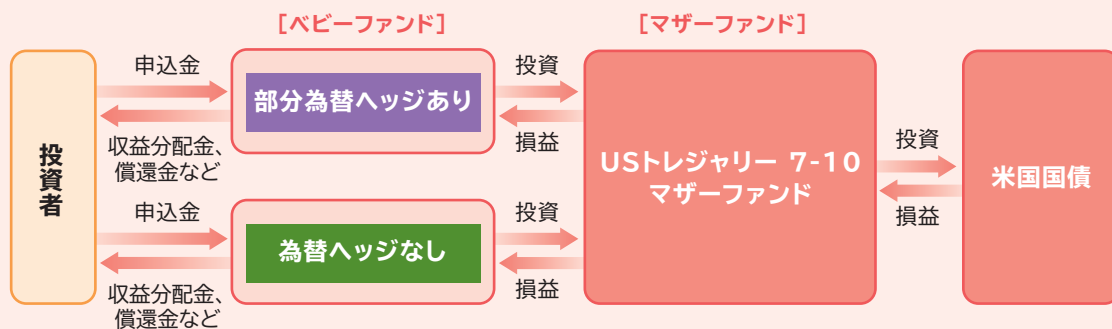 [ベビーファンド]
[マザーファンド]
投資者
申込金
収益分配金、
償還金など
部分為替ヘッジあり
投資
損益
申込金
収益分配金、
償還金など
為替ヘッジなし
投資
損益
USトレジャリー 7-10
マザーファンド
投資
損益
米国国債